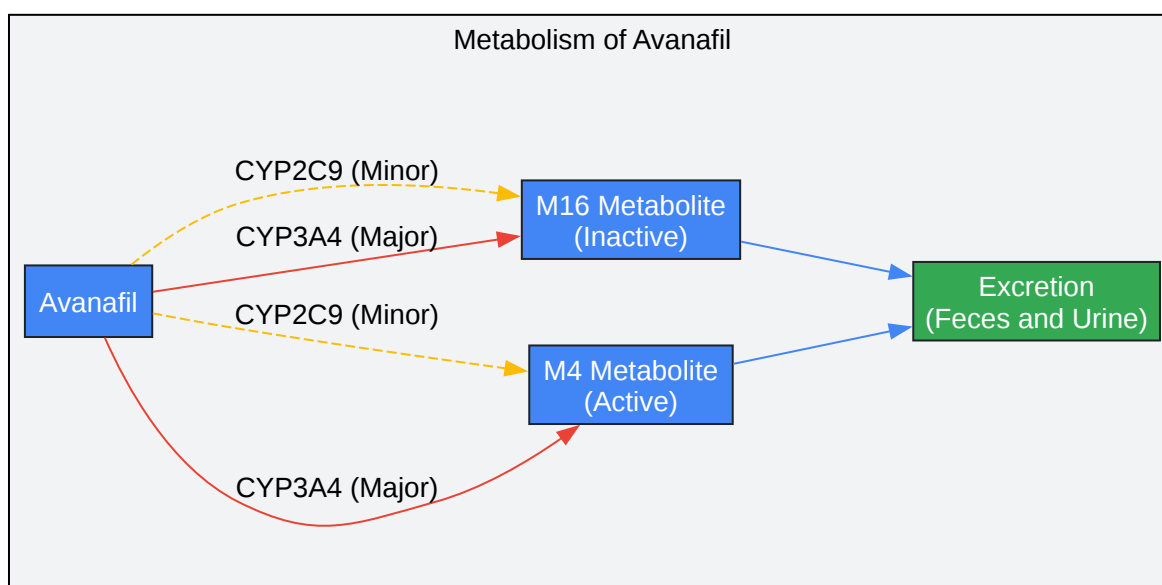 Metabolism of Avanafil
CYP2C9 (Minor)
M16 Metabolite
(Inactive)
CYP3A4 (Major)
Avanafil
Excretion
(Feces and Urine)
CYP2C9 (Minor)
M4 Metabolite
(Active)
CYP3A4 (Major)